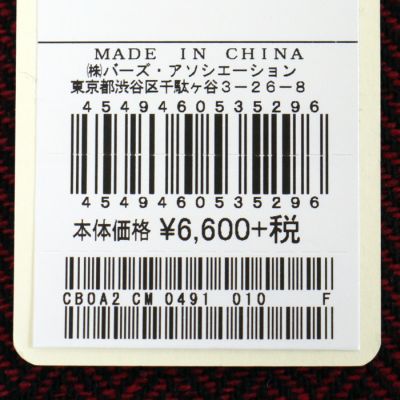 MADE IN CHINA
㈱バーズ・アソシエーション
東京都渋谷区千駄ヶ谷3-26-8
4549460535296
4549460535296
本体価格 ¥6,600+税
CB0A2 CM 0491 010 F